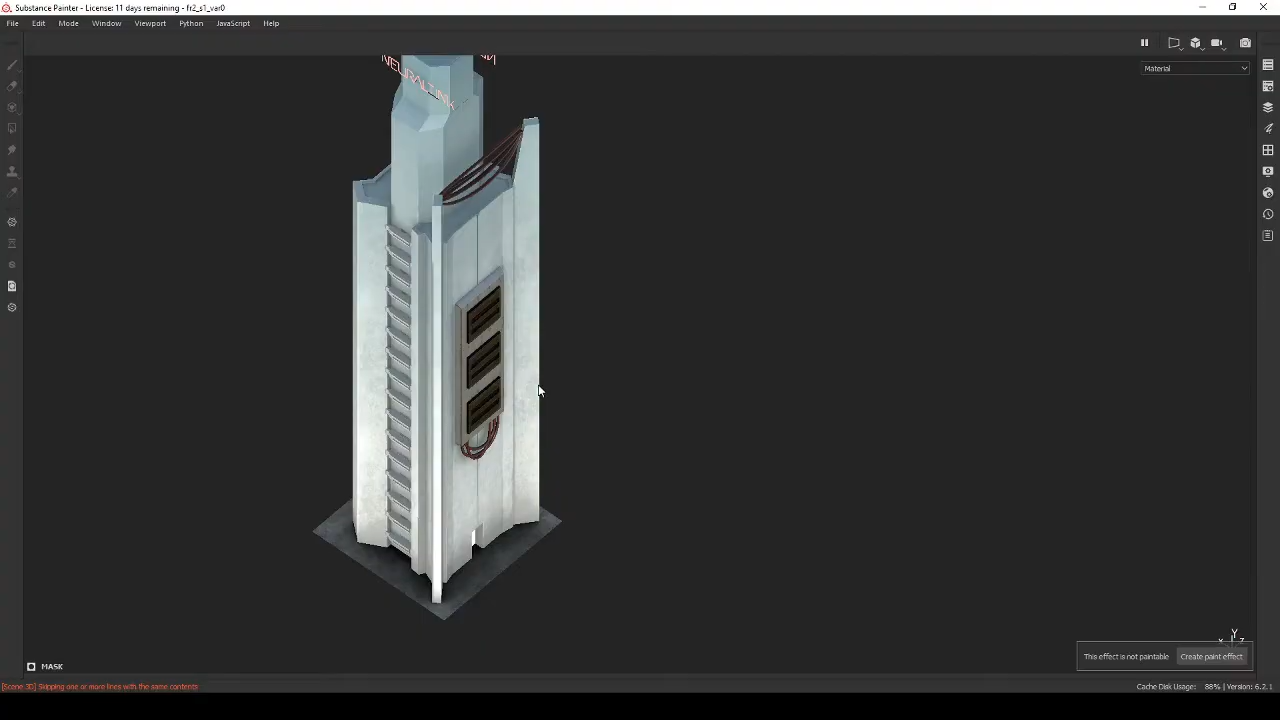 Substance Painter - License: 11 days remaining - fr2_s1_var0
File Edit Mode Window Viewport Python JavaScript Help
Material
NEURALINK
Y
MASK
This effect is not paintable Create paint effect
[Scene 3D] Skipping one or more lines with the same contents
Cache Disk Usage: 88% | Version: 6.2.1